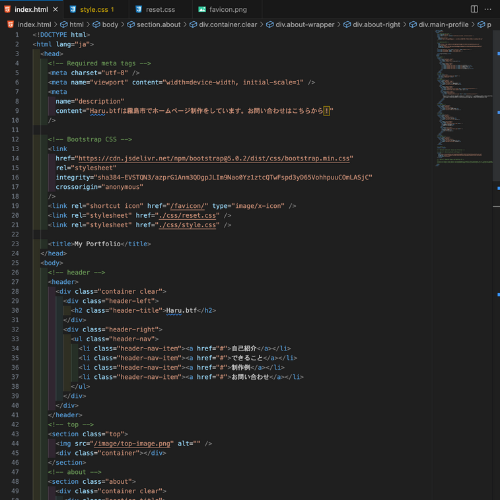 index.html ×
style.css 1
reset.css
favicon.png
index.html > html > body > section.about > div.container.clear > div.about-wrapper > div.about-right > div.main-profile > p
1 <!DOCTYPE html>
2 <html lang="ja">
3 <head>
4 <!-- Required meta tags -->
5 <meta charset="utf-8" />
6 <meta name="viewport" content="width=device-width, initial-scale=1" />
7 <meta
8 name="description"
9 content="Haru.btfは霧島市でホームページ制作をしています。お問い合わせはこちらから!"
10 />
11
12 <!-- Bootstrap CSS -->
13 <link
14 href="https://cdn.jsdelivr.net/npm/bootstrap@5.0.2/dist/css/bootstrap.min.css"
15 rel="stylesheet"
16 integrity="sha384-EVSTQN3/azprG1Anm3QDgpJLIm9Nao0Yz1ztcQTwFspd3yD65VohhpuuCOmLASjC"
17 crossorigin="anonymous"
18 />
19 <link rel="shortcut icon" href="/favicon/" type="image/x-icon" />
20 <link rel="stylesheet" href="./css/reset.css" />
21 <link rel="stylesheet" href="./css/style.css" />
22
23 <title>My Portfolio</title>
24 </head>
25 <body>
26 <!-- header -->
27 <header>
28 <div class="container clear">
29 <div class="header-left">
30 <h2 class="header-title">Haru.btf</h2>
31 </div>
32 <div class="header-right">
33 <ul class="header-nav">
34 <li class="header-nav-item"><a href="#">自己紹介</a></li>
35 <li class="header-nav-item"><a href="#">できること</a></li>
36 <li class="header-nav-item"><a href="#">制作例</a></li>
37 <li class="header-nav-item"><a href="#">お問い合わせ</a></li>
38 </ul>
39 </div>
40 </div>
41 </header>
42 <!-- top -->
43 <section class="top">
44 <img src="/image/top-image.png" alt="" />
45 <div class="container"></div>
46 </section>
47 <!-- about -->
48 <section class="about">
49 <div class="container clear">